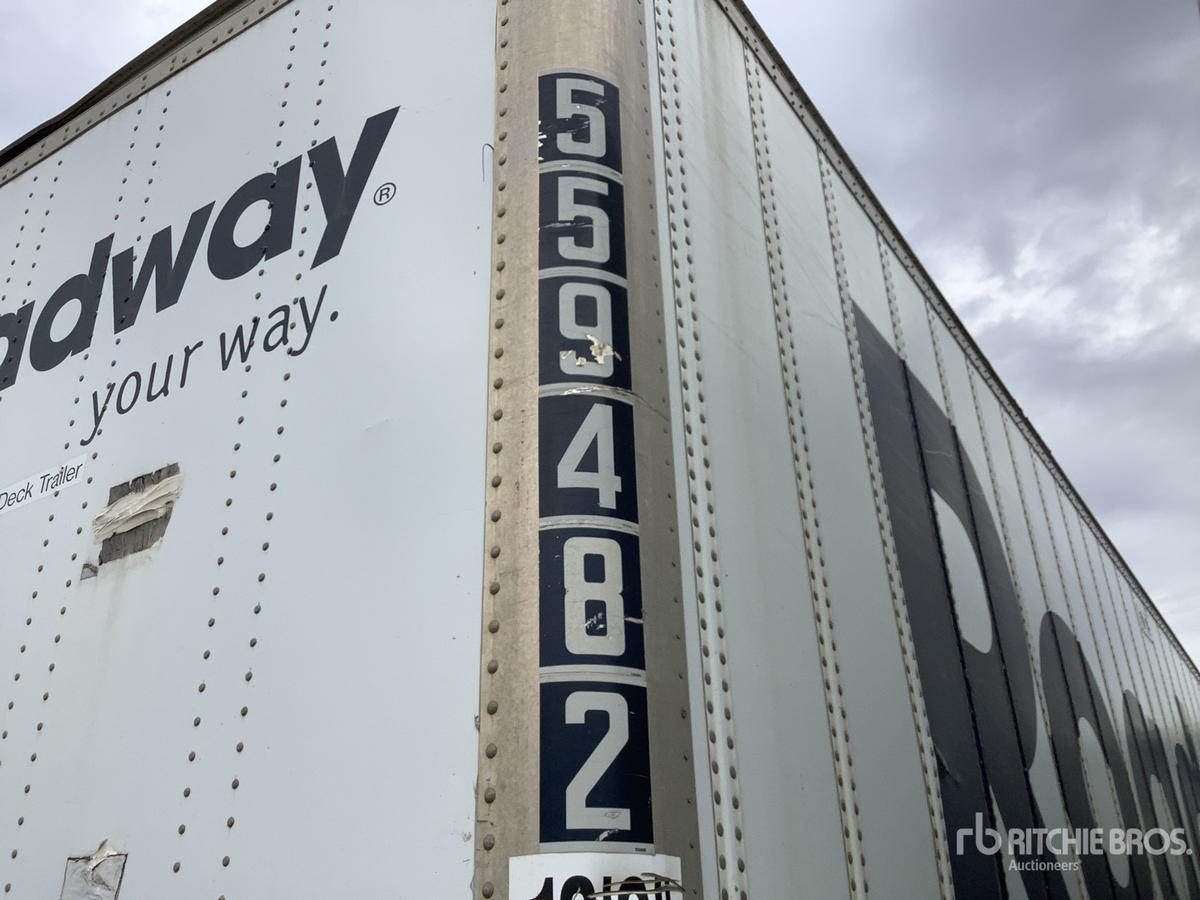 adway®
your way.
Deck Trailer
5
5
9
4
8
2
rb RITCHIE BROS.
Auctioneers